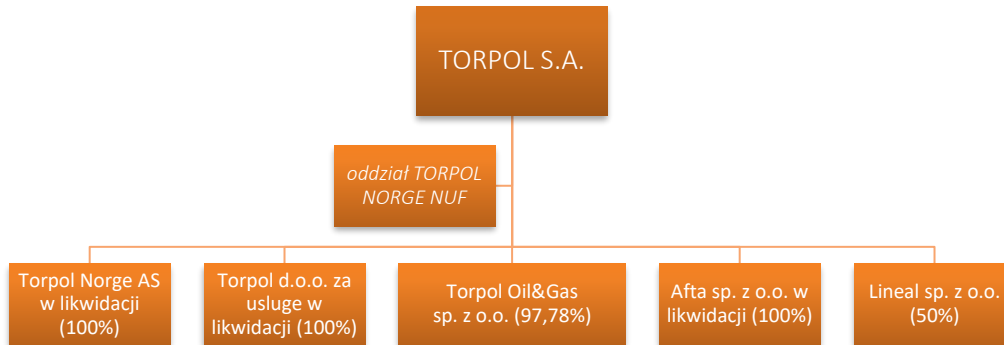 TORPOL S.A.
oddział TORPOL
NORGE NUF
Torpol Norge AS
w likwidacji
(100%)
Torpol d.o.o. za
usluge w
likwidacji (100%)
Torpol Oil&Gas
sp. z o.o. (97,78%)
Afta sp. z o.o. w
likwidacji (100%)
Lineal sp. z o.o.
(50%)